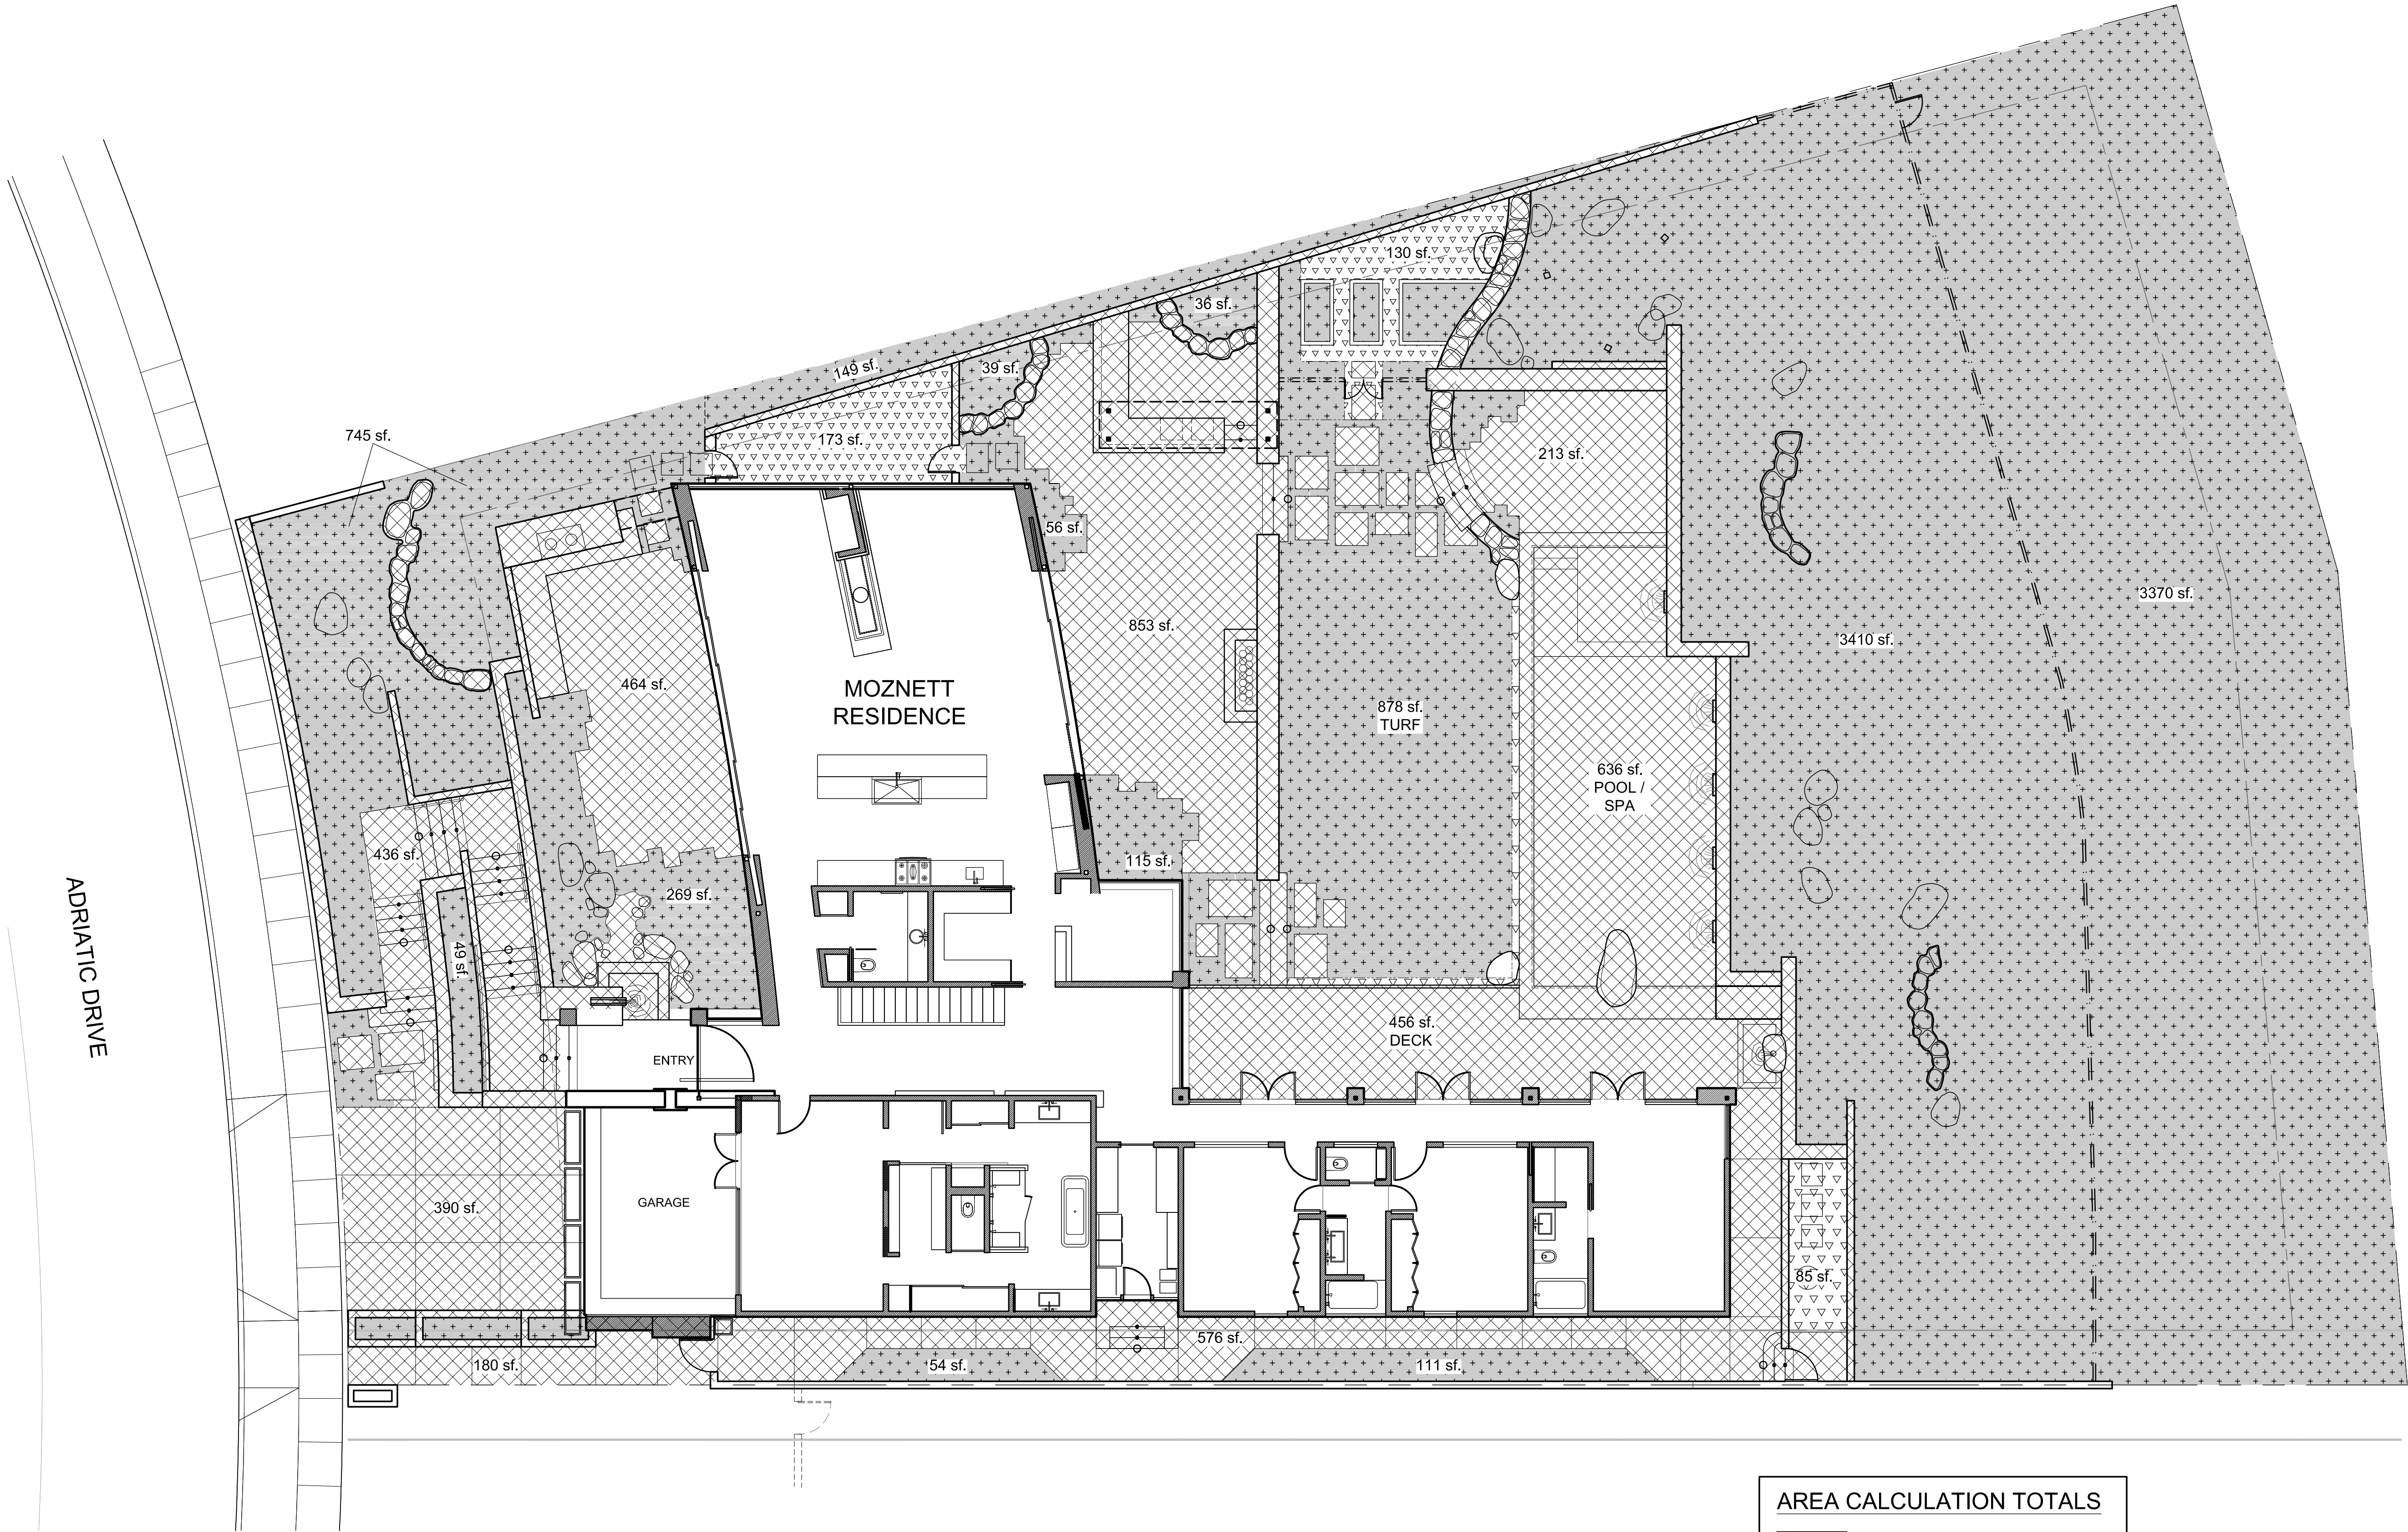 130 sf.
36 sf.
39 sf.
149 sf.
745 sf.
173 sf.
213 sf.
56 sf.
3370 sf.
853 sf.
3410 sf.
464 sf.
MOZNETT
RESIDENCE
878 sf.
TURF
636 sf.
POOL /
SPA
436 sf.
115 sf.
269 sf.
49 sf.
ADRIATIC DRIVE
456 sf.
DECK
ENTRY
GARAGE
390 sf.
85 sf.
576 sf.
180 sf.
54 sf.
111 sf.
AREA CALCULATION TOTALS